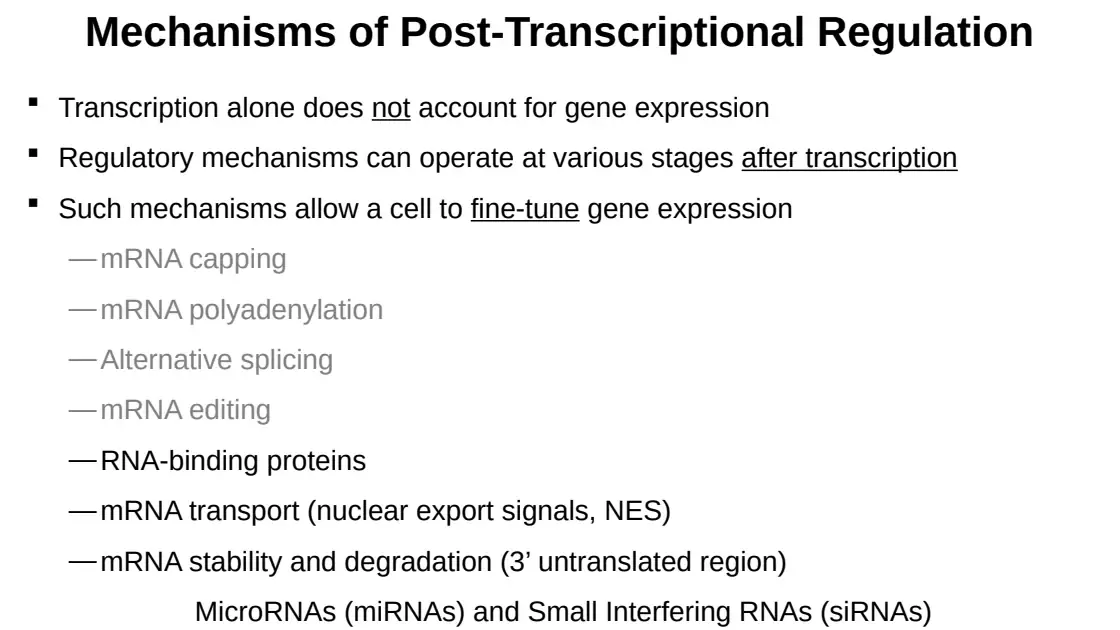 Mechanisms of Post-Transcriptional Regulation
▪ Transcription alone does not account for gene expression
▪ Regulatory mechanisms can operate at various stages after transcription
▪ Such mechanisms allow a cell to fine-tune gene expression
—mRNA capping
—mRNA polyadenylation
—Alternative splicing
—mRNA editing
—RNA-binding proteins
—mRNA transport (nuclear export signals, NES)
—mRNA stability and degradation (3’ untranslated region)
MicroRNAs (miRNAs) and Small Interfering RNAs (siRNAs)